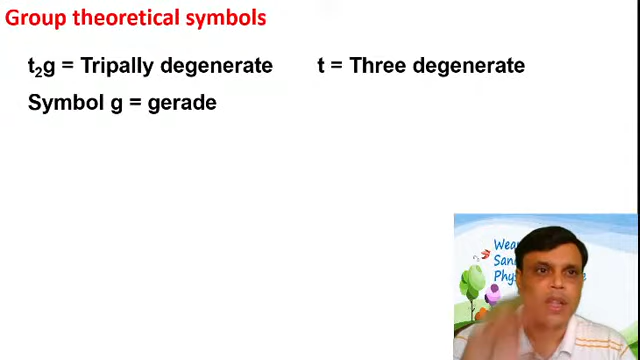 Group theoretical symbols
t₂g = Tripally degenerate t = Three degenerate
Symbol g = gerade